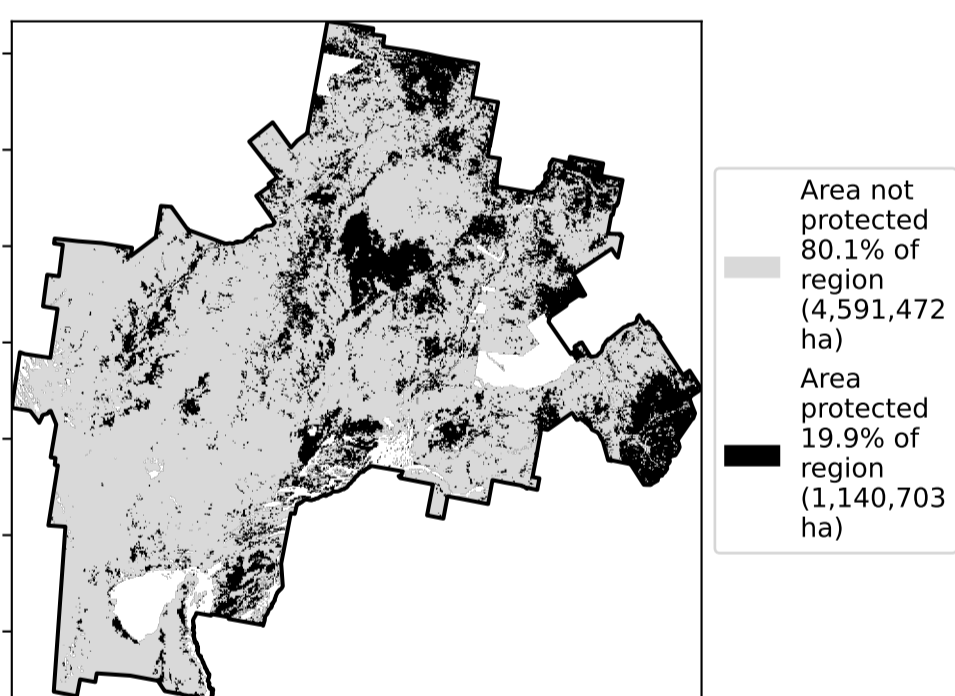 Area not
protected
80.1% of
region
(4,591,472
ha)
Area
protected
19.9% of
region
(1,140,703
ha)